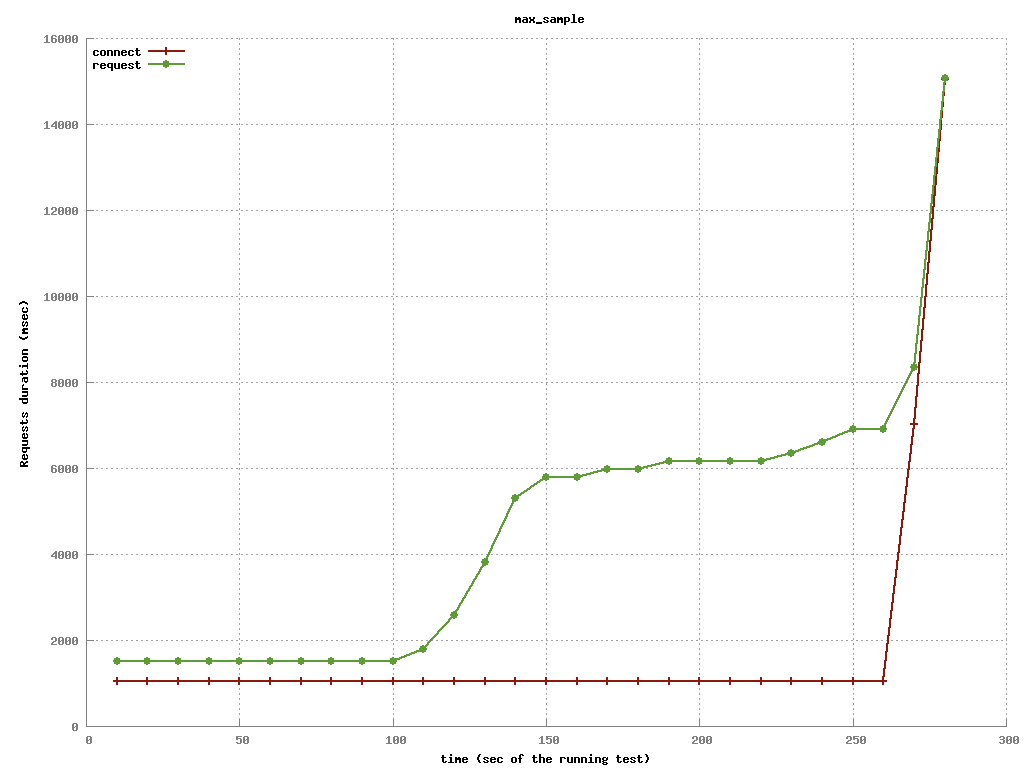 max_sample
connect
request
16000
14000
12000
10000
8000
6000
4000
2000
0
Requests duration (msec)
0 50 100 150 200 250 300
time (sec of the running test)